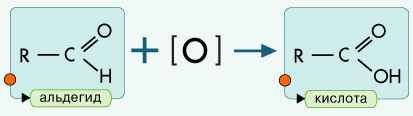 R — C
O
H
+ [O] →
R — C
O
OH
альдегид
кислота